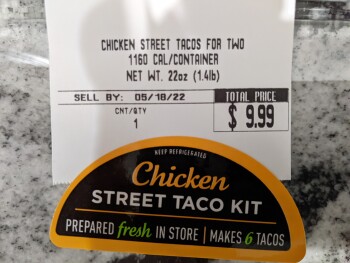 CHICKEN STREET TACOS FOR TWO
1160 CAL/CONTAINER
NET WT. 22oz (1.4lb)
SELL BY: 05/18/22
TOTAL PRICE
CNT/QTY
1
$ 9.99
KEEP REFRIGERATED
Chicken
STREET TACO KIT
PREPARED fresh IN STORE | MAKES 6 TACOS